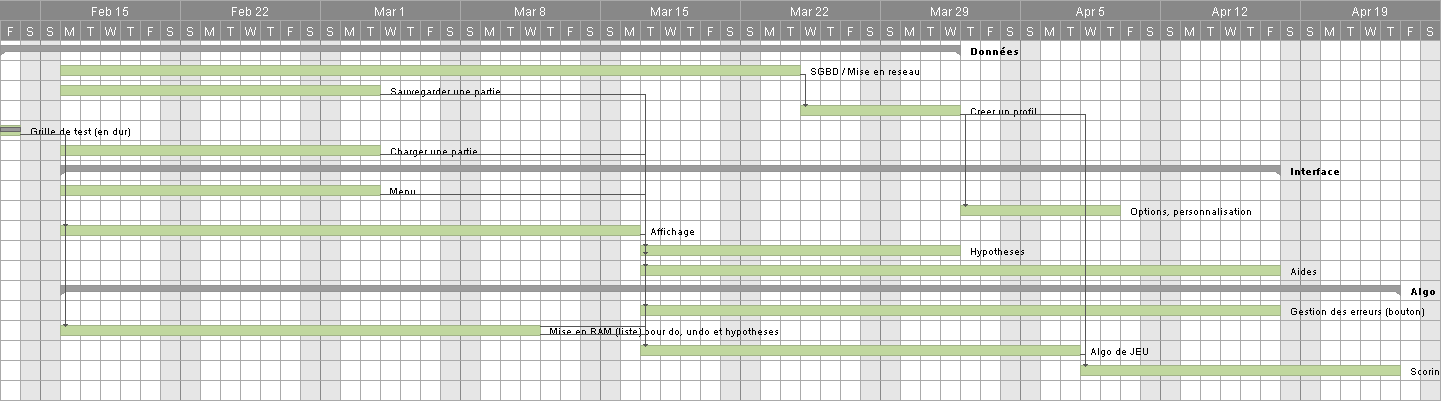 Feb 15 Feb 22 Mar 1 Mar 8 Mar 15 Mar 22 Mar 29 Apr 5 Apr 12 Apr 19
F S S M T W T F S S M T W T F S S M T W T F S S M T W T F S S M T W T F S S M T W T F S S M T W T F S S M T W T F S S M T W T F S S M T W T F S
Données
SGBD / Mise en reseau
Sauvegarder une partie
Creer un profil
Grille de test (en dur)
Charger une partie
Interface
Menu
Options, personnalisation
Affichage
Hypotheses
Aides
Algo
Gestion des erreurs (bouton)
Mise en RAM (liste) pour do, undo et hypotheses
Algo de JEU
Scorin